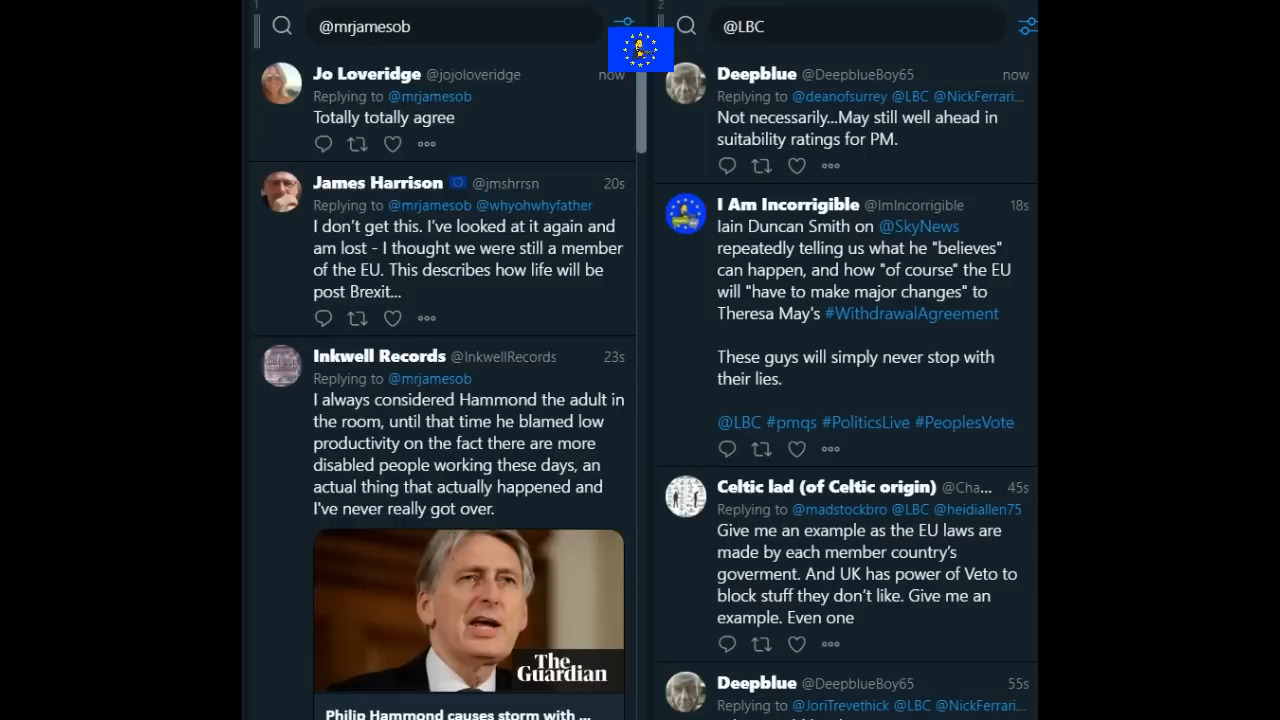 1
@mrjamesob
Jo Loveridge @jojoloveridge now
Replying to @mrjamesob
Totally totally agree
James Harrison @jmshrrsn 20s
Replying to @mrjamesob @whyohwhyfather
I don't get this. I've looked at it again and
am lost - I thought we were still a member
of the EU. This describes how life will be
post Brexit...
Inkwell Records @InkwellRecords 23s
Replying to @mrjamesob
I always considered Hammond the adult in
the room, until that time he blamed low
productivity on the fact there are more
disabled people working these days, an
actual thing that actually happened and
I've never really got over.
The
Guardian
Philip Hammond causes storm with ...
2
@LBC
Deepblue @DeepblueBoy65 now
Replying to @deanofsurrey @LBC @NickFerrari...
Not necessarily...May still well ahead in
suitability ratings for PM.
I Am Incorrigible @ImIncorrigible 18s
Iain Duncan Smith on @SkyNews
repeatedly telling us what he "believes"
can happen, and how "of course" the EU
will "have to make major changes" to
Theresa May's #WithdrawalAgreement
These guys will simply never stop with
their lies.
@LBC #pmqs #PoliticsLive #PeoplesVote
Celtic lad (of Celtic origin) @Cha... 45s
Replying to @madstockbro @LBC @heidiallen75
Give me an example as the EU laws are
made by each member country's
goverment. And UK has power of Veto to
block stuff they don't like. Give me an
example. Even one
Deepblue @DeepblueBoy65 55s
Replying to @JoriTrevethick @LBC @NickFerrari...